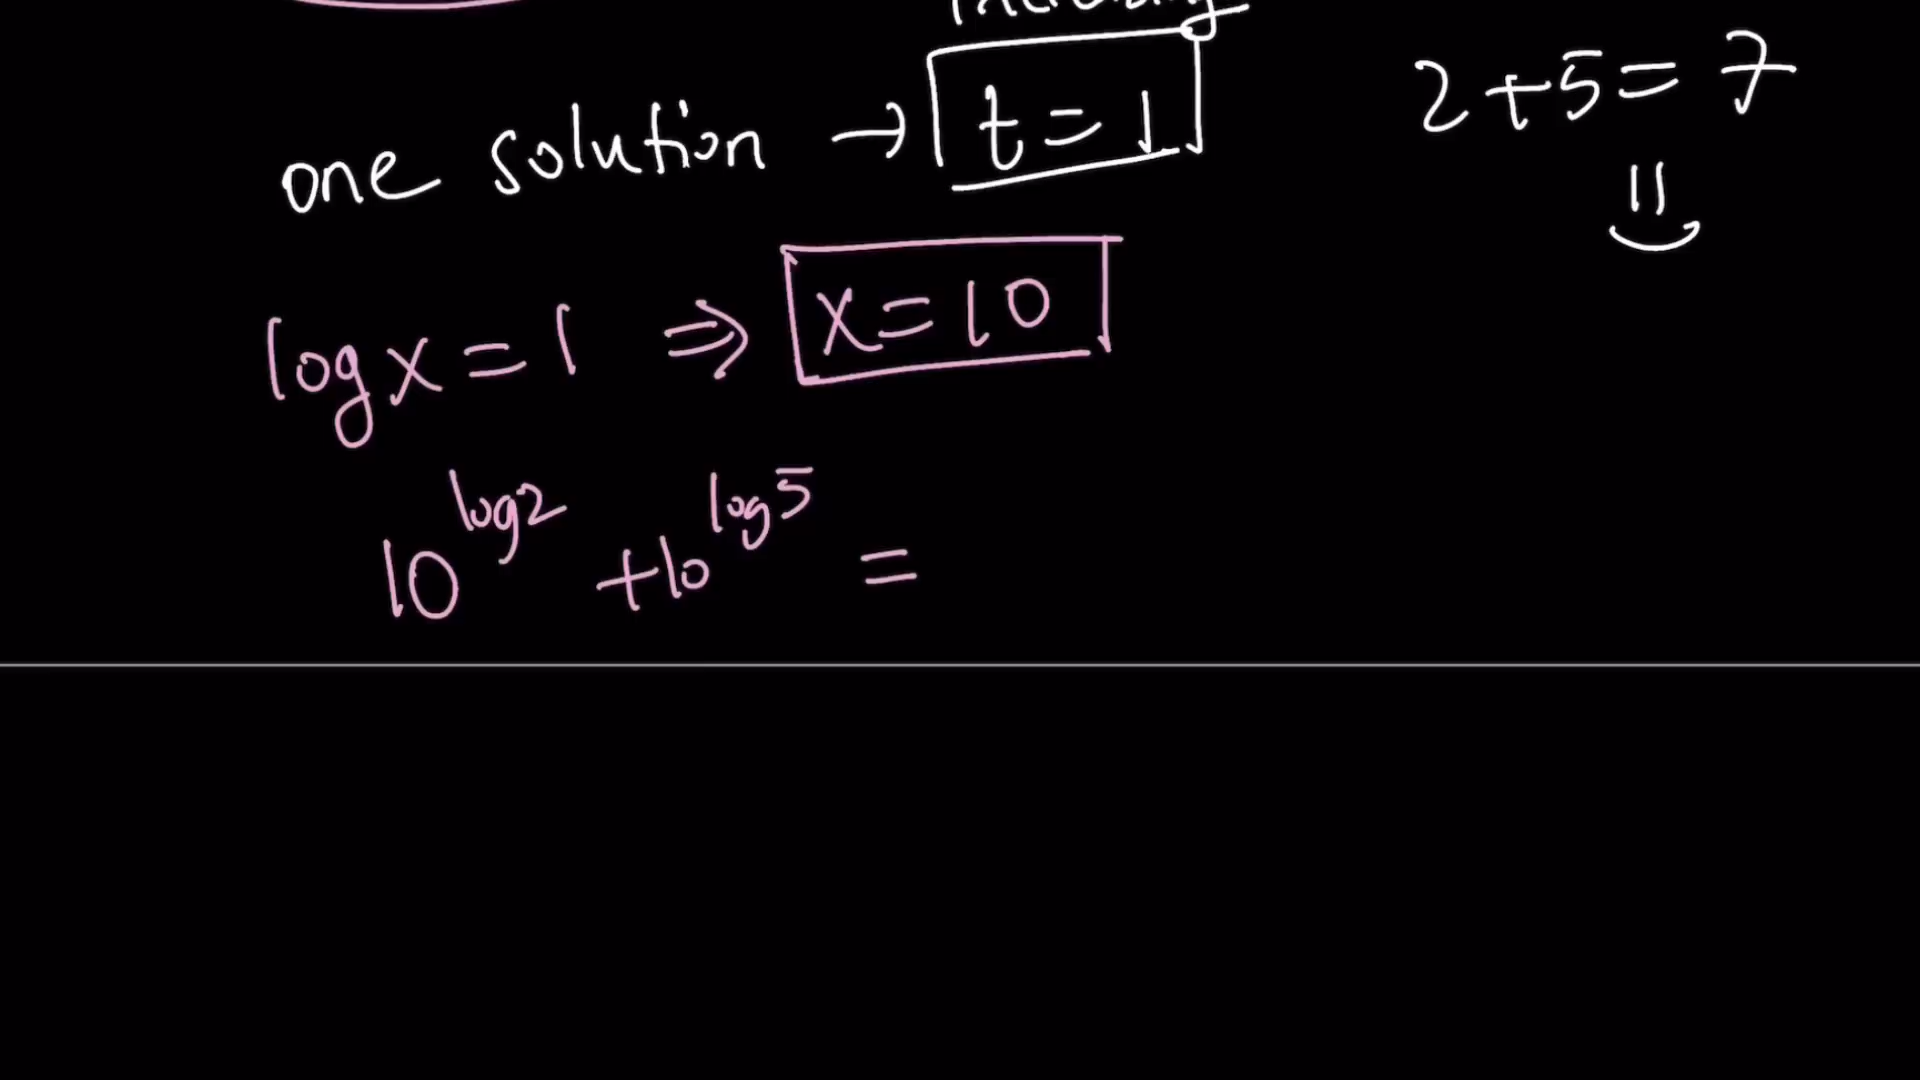 one solution → t = 1
2+5=7
log x = 1 ⇒ x=10
10^log2 + 10^log5 =